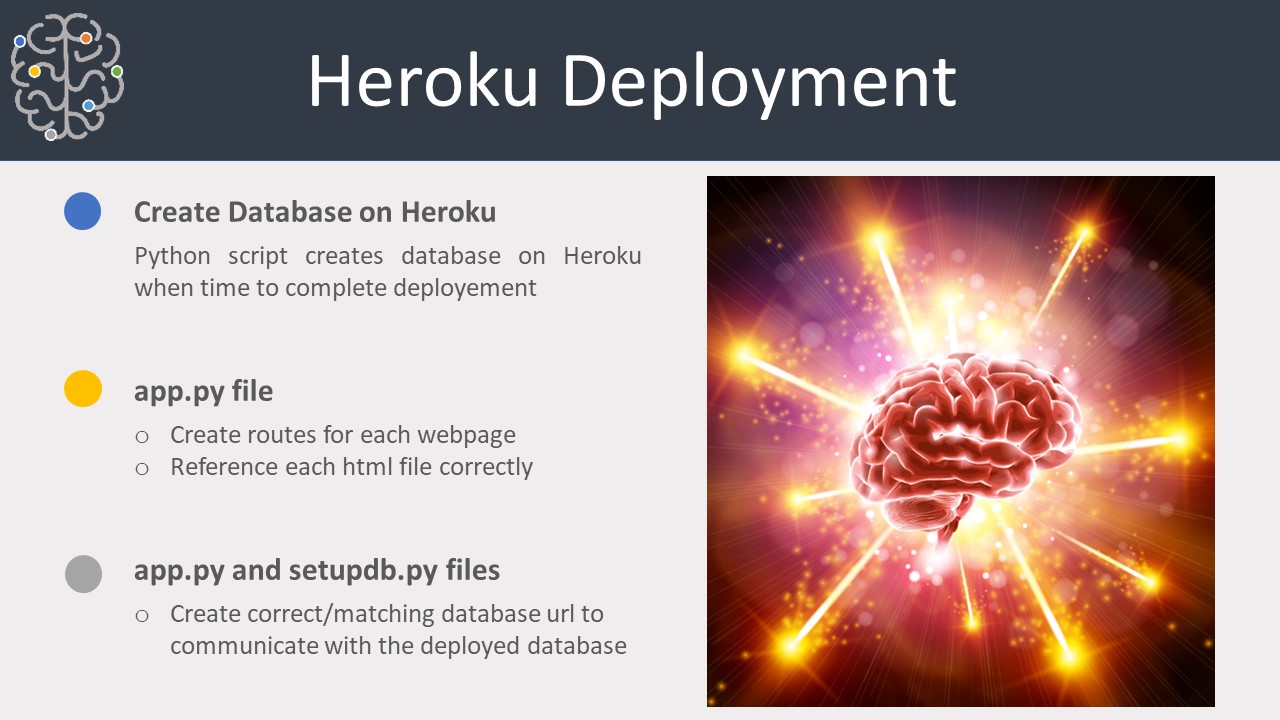 Heroku Deployment
Create Database on Heroku
Python script creates database on Heroku
when time to complete deployement
app.py file
o Create routes for each webpage
o Reference each html file correctly
app.py and setupdb.py files
o Create correct/matching database url to
communicate with the deployed database